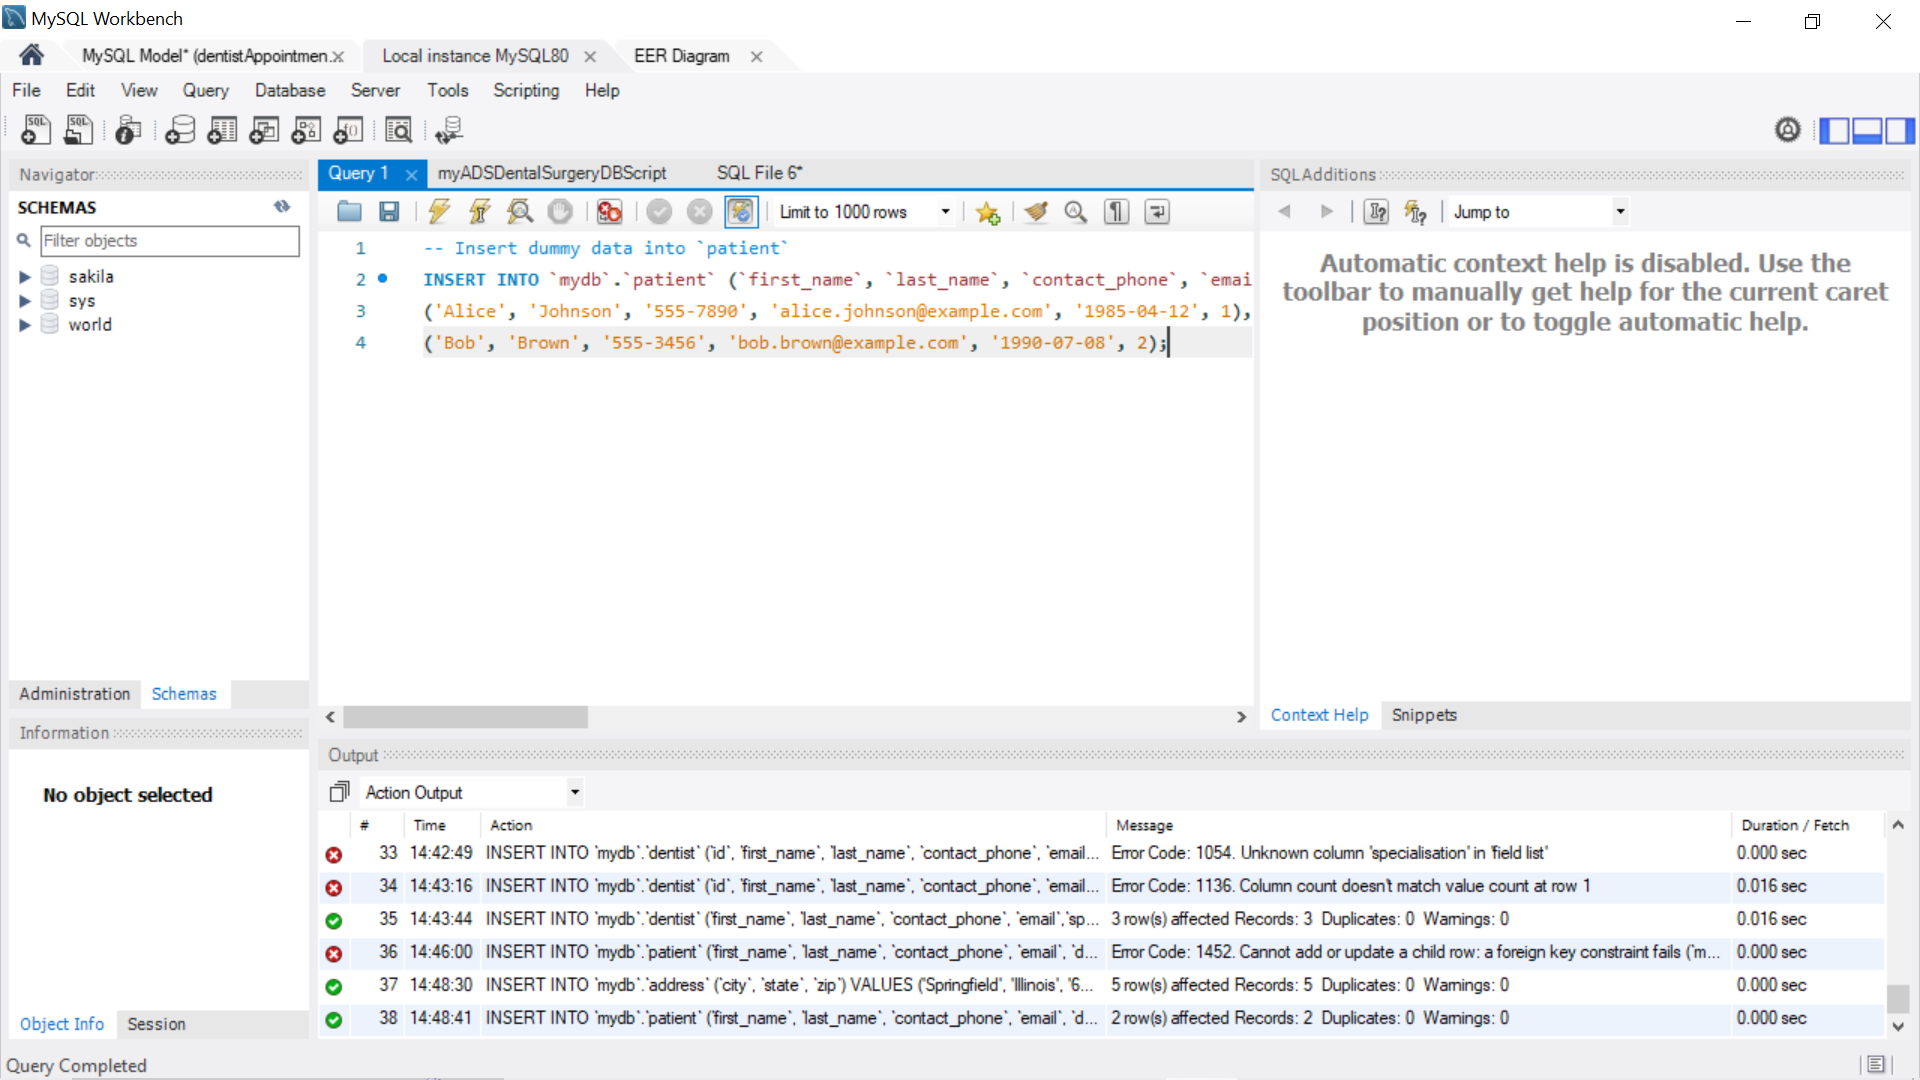 MySQL Workbench
MySQL Model* (dentistAppointmen.
Local instance MySQL80
EER Diagram
File Edit View Query Database Server Tools Scripting Help
Navigator
SCHEMAS
Filter objects
sakila
sys
world
Administration Schemas
Information
No object selected
Object Info Session
Query 1
myADSDentalSurgeryDBScript
SQL File 6*
Limit to 1000 rows
1 -- Insert dummy data into `patient`
2 INSERT INTO `mydb`.`patient` (`first_name`, `last_name`, `contact_phone`, `emai
3 ('Alice', 'Johnson', '555-7890', 'alice.johnson@example.com', '1985-04-12', 1),
4 ('Bob', 'Brown', '555-3456', 'bob.brown@example.com', '1990-07-08', 2);
SQLAdditions
Jump to
Automatic context help is disabled. Use the
toolbar to manually get help for the current caret
position or to toggle automatic help.
Context Help Snippets
Output
Action Output
# Time Action Message Duration / Fetch
33 14:42:49 INSERT INTO `mydb`.`dentist` (`id`, `first_name`, `last_name`, `contact_phone`, `email... Error Code: 1054. Unknown column 'specialisation' in 'field list' 0.000 sec
34 14:43:16 INSERT INTO `mydb`.`dentist` (`id`, `first_name`, `last_name`, `contact_phone`, `email... Error Code: 1136. Column count doesn't match value count at row 1 0.016 sec
35 14:43:44 INSERT INTO `mydb`.`dentist` (`first_name`, `last_name`, `contact_phone`, `email`,`sp... 3 row(s) affected Records: 3 Duplicates: 0 Warnings: 0 0.016 sec
36 14:46:00 INSERT INTO `mydb`.`patient` (`first_name`, `last_name`, `contact_phone`, `email`, `d... Error Code: 1452. Cannot add or update a child row: a foreign key constraint fails (`m... 0.000 sec
37 14:48:30 INSERT INTO `mydb`.`address` (`city`, `state`, `zip`) VALUES ('Springfield', 'Illinois', '6... 5 row(s) affected Records: 5 Duplicates: 0 Warnings: 0 0.000 sec
38 14:48:41 INSERT INTO `mydb`.`patient` (`first_name`, `last_name`, `contact_phone`, `email`, `d... 2 row(s) affected Records: 2 Duplicates: 0 Warnings: 0 0.000 sec
Query Completed